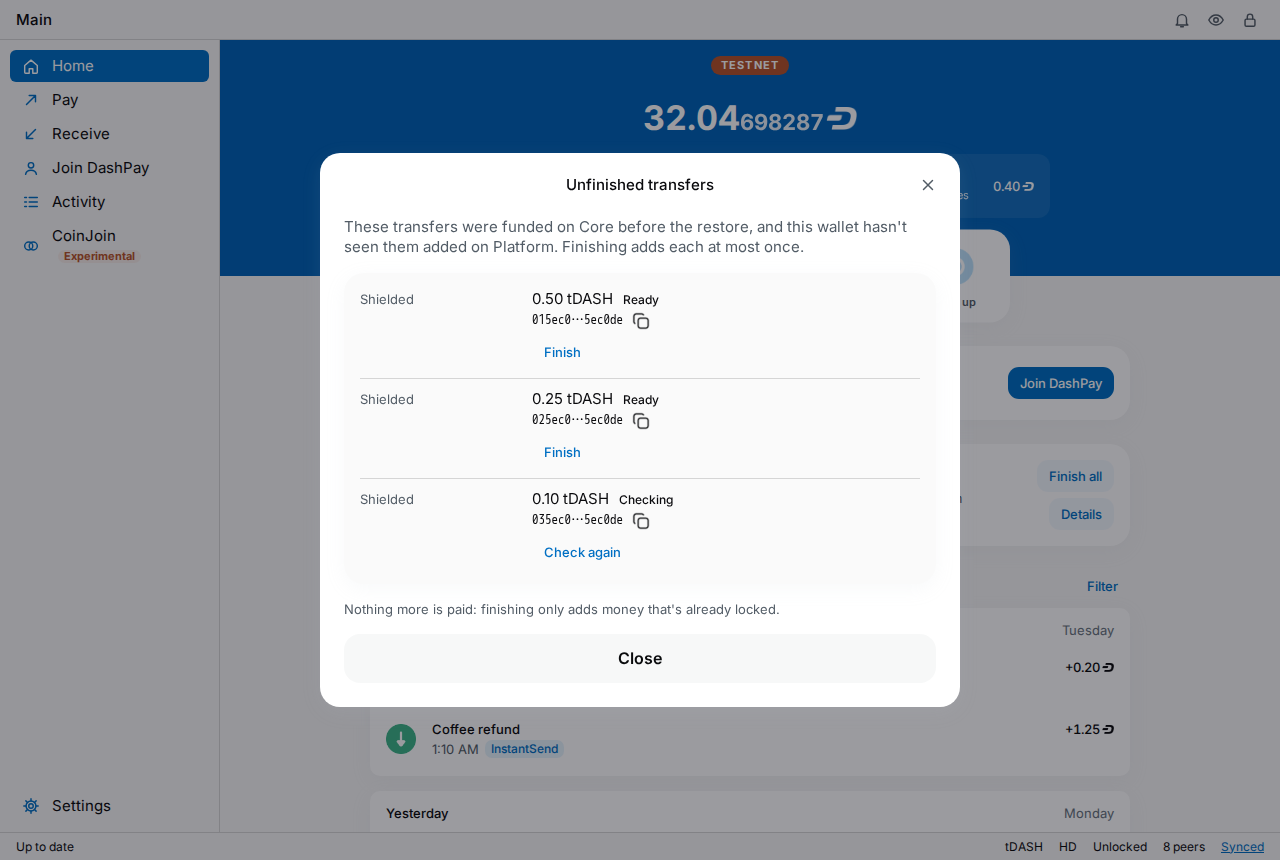 Main
Home
Pay
Receive
Join DashPay
Activity
CoinJoin
Experimental
Settings
TESTNET
32.04698287
es
0.40
up
Join DashPay
Finish all
Details
Filter
Unfinished transfers
These transfers were funded on Core before the restore, and this wallet hasn't
seen them added on Platform. Finishing adds each at most once.
Shielded
0.50 tDASH Ready
015ec0···5ec0de
Finish
Shielded
0.25 tDASH Ready
025ec0···5ec0de
Finish
Shielded
0.10 tDASH Checking
035ec0···5ec0de
Check again
Nothing more is paid: finishing only adds money that's already locked.
Close
Tuesday
+0.20
Coffee refund
+1.25
1:10 AM InstantSend
Yesterday
Monday
Up to date
tDASH HD Unlocked 8 peers Synced